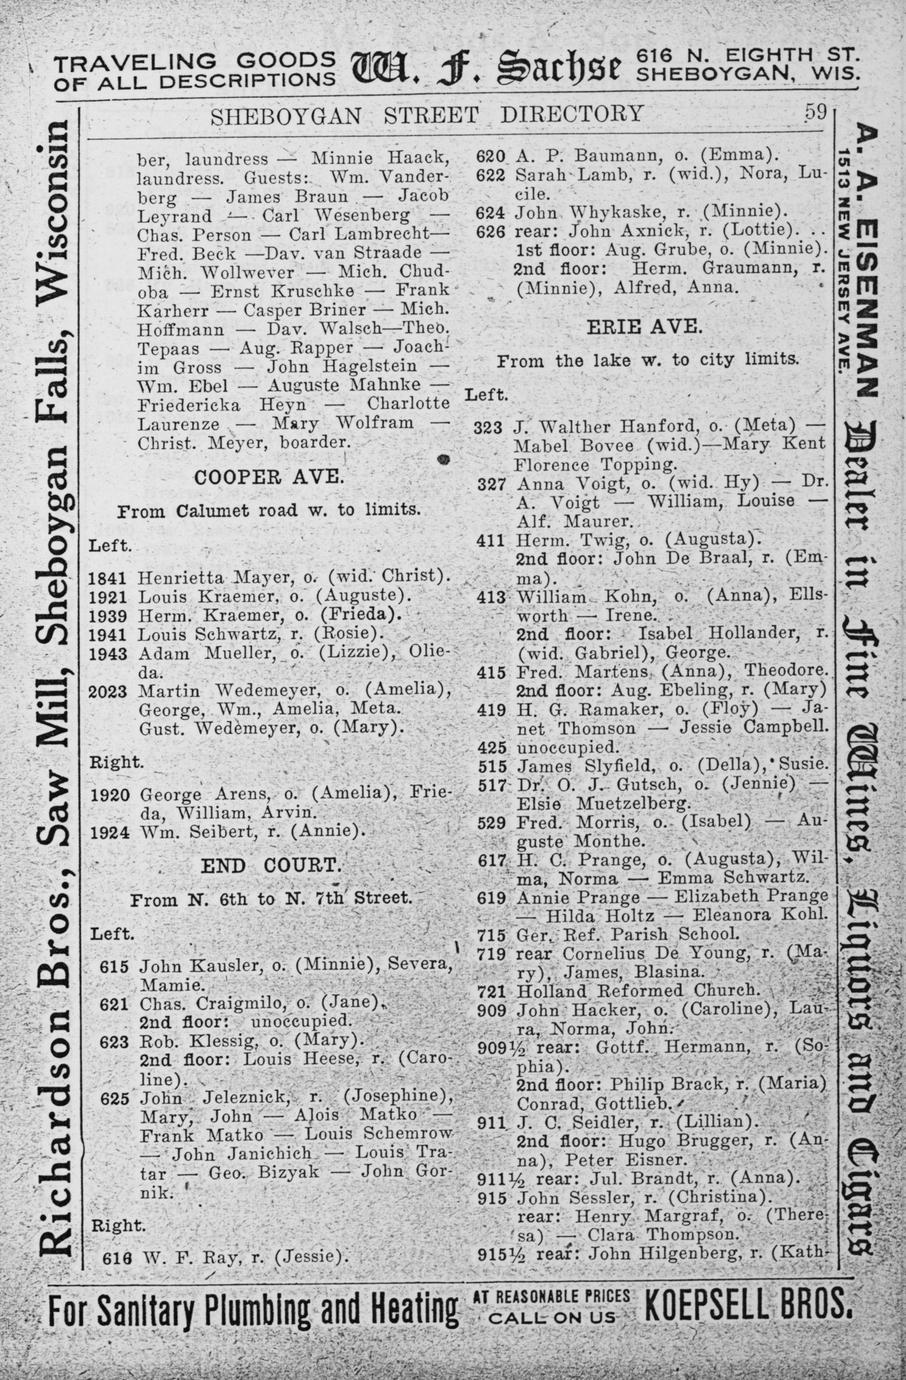 TRAVELING GOODS
OF ALL DESCRIPTIONS
W. F. Sachse
616 N. EIGHTH ST.
SHEBOYGAN, WIS.
SHEBOYGAN STREET DIRECTORY 59
Richardson Bros., Saw Mill, Sheboygan Falls, Wisconsin
ber, laundress — Minnie Haack,
laundress. Guests: Wm. Vander-
berg — James Braun — Jacob
Leyrand — Carl Wesenberg —
Chas. Person — Carl Lambrecht—
Fred. Beck —Dav. van Straade —
Mich. Wollwever — Mich. Chud-
oba — Ernst Kruschke — Frank
Karherr — Casper Briner — Mich.
Hoffmann — Dav. Walsch—Theo.
Tepaas — Aug. Rapper — Joach-
im Gross — John Hagelstein —
Wm. Ebel — Auguste Mahnke —
Friedericka Heyn — Charlotte
Laurenze — Mary Wolfram —
Christ. Meyer, boarder.
COOPER AVE.
From Calumet road w. to limits.
Left.
1841 Henrietta Mayer, o. (wid. Christ).
1921 Louis Kraemer, o. (Auguste).
1939 Herm. Kraemer, o. (Frieda).
1941 Louis Schwartz, r. (Rosie).
1943 Adam Mueller, o. (Lizzie), Olie-
da.
2023 Martin Wedemeyer, o. (Amelia),
George, Wm., Amelia, Meta.
Gust. Wedemeyer, o. (Mary).
Right.
1920 George Arens, o. (Amelia), Frie-
da, William, Arvin.
1924 Wm. Seibert, r. (Annie).
END COURT.
From N. 6th to N. 7th Street.
Left.
615 John Kausler, o. (Minnie), Severa,
Mamie.
621 Chas. Craigmilo, o. (Jane).
2nd floor: unoccupied.
623 Rob. Klessig, o. (Mary).
2nd floor: Louis Heese, r. (Caro-
line).
625 John Jeleznick, r. (Josephine),
Mary, John — Alois Matko —
Frank Matko — Louis Schemrow
— John Janichich — Louis Tra-
tar — Geo. Bizyak — John Gor-
nik.
Right.
616 W. F. Ray, r. (Jessie).
620 A. P. Baumann, o. (Emma).
622 Sarah Lamb, r. (wid.), Nora, Lu-
cile.
624 John Whykaske, r. (Minnie).
626 rear: John Axnick, r. (Lottie). . .
1st floor: Aug. Grube, o. (Minnie).
2nd floor: Herm. Graumann, r.
(Minnie), Alfred, Anna.
ERIE AVE.
From the lake w. to city limits.
Left.
323 J. Walther Hanford, o. (Meta) —
Mabel Bovee (wid.)—Mary Kent
Florence Topping.
327 Anna Voigt, o. (wid. Hy) — Dr.
A. Voigt — William, Louise —
Alf. Maurer.
411 Herm. Twig, o. (Augusta).
2nd floor: John De Braal, r. (Em-
ma).
413 William Kohn, o. (Anna), Ells-
worth — Irene.
2nd floor: Isabel Hollander, r.
(wid. Gabriel), George.
415 Fred. Martens (Anna), Theodore.
2nd floor: Aug. Ebeling, r. (Mary)
419 H. G. Ramaker, o. (Floy) — Ja-
net Thomson — Jessie Campbell.
425 unoccupied.
515 James Slyfield, o. (Della), Susie.
517 Dr. O. J. Gutsch, o. (Jennie) —
Elsie Muetzelberg.
529 Fred. Morris, o. (Isabel) — Au-
guste Monthe.
617 H. C. Prange, o. (Augusta), Wil-
ma, Norma — Emma Schwartz.
619 Annie Prange — Elizabeth Prange
— Hilda Holtz — Eleanora Kohl.
715 Ger. Ref. Parish School.
719 rear Cornelius De Young, r. (Ma-
ry), James, Blasina.
721 Holland Reformed Church.
909 John Hacker, o. (Caroline), Lau-
ra, Norma, John.
909½ rear: Gottf. Hermann, r. (So-
phia).
2nd floor: Philip Brack, r. (Maria)
Conrad, Gottlieb.
911 J. C. Seidler, r. (Lillian).
2nd floor: Hugo Brugger, r. (An-
na), Peter Eisner.
911½ rear: Jul. Brandt, r. (Anna).
915 John Sessler, r. (Christina).
rear: Henry Margraf, o. (There-
sa) — Clara Thompson.
915½ rear: John Hilgenberg, r. (Kath-
A. A. EISENMAN
1513 NEW JERSEY AVE.
Dealer in Fine Wines, Liquors and Cigars
For Sanitary Plumbing and Heating
AT REASONABLE PRICES
CALL ON US
KOEPSELL BROS.